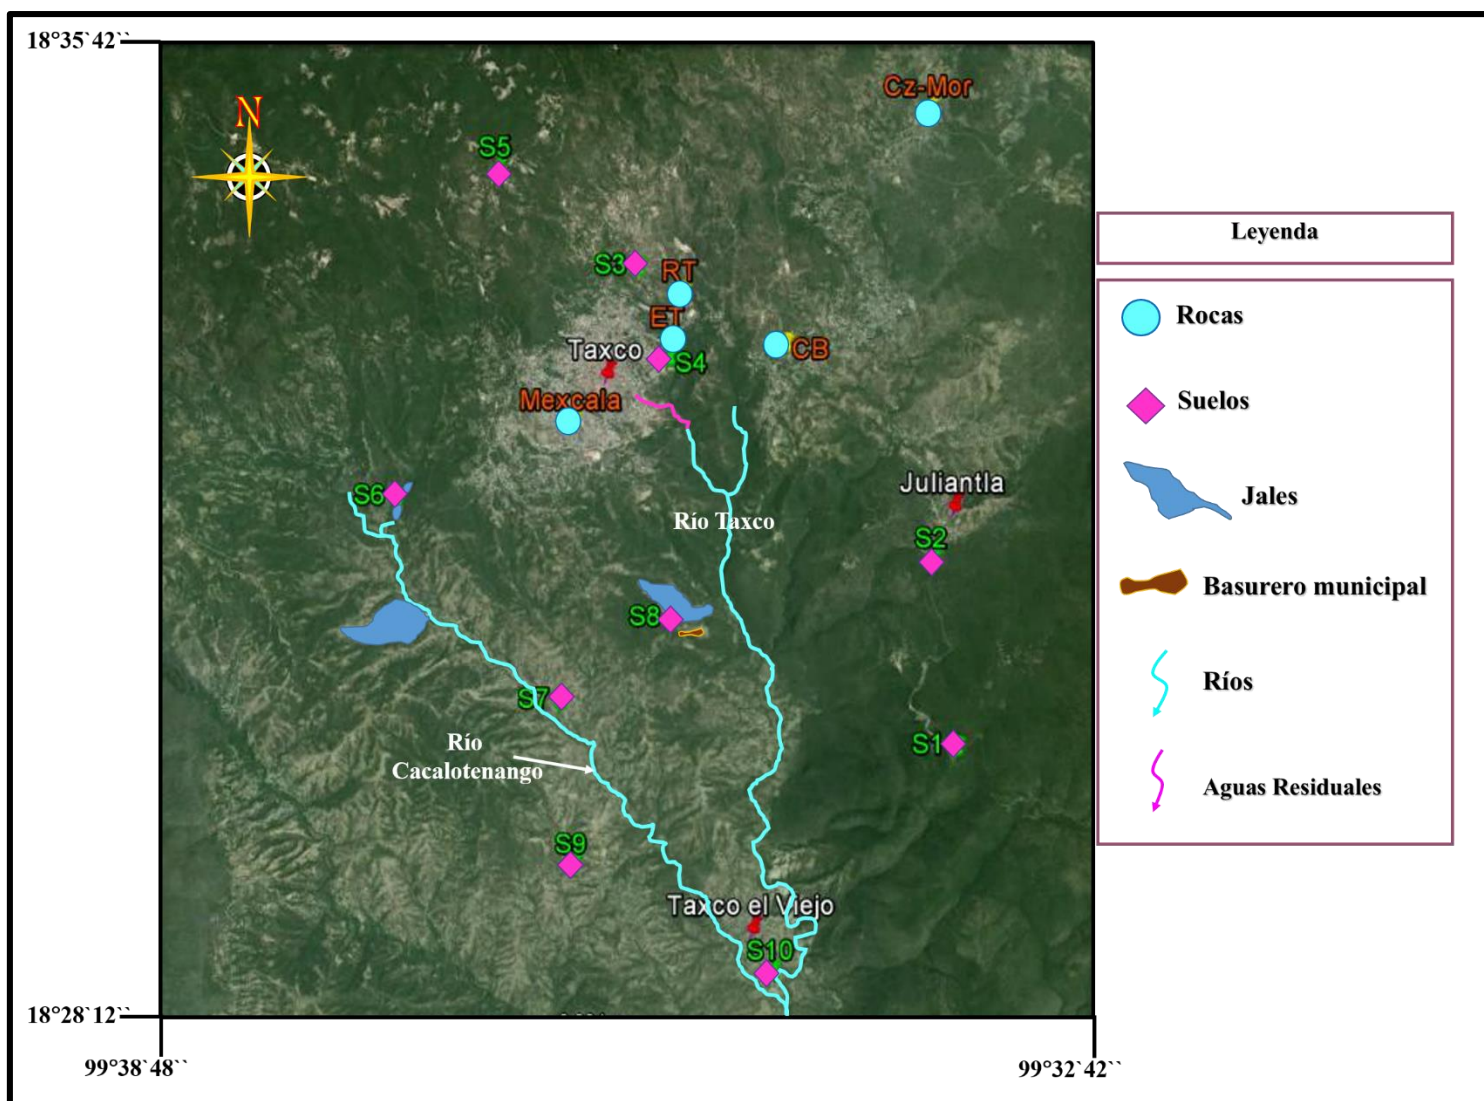 18°35`42``
N
Cz-Mor
S5
S3
RT
ET
CB
Taxco
S4
Mexcala
S6
Juliantla
Río Taxco
S2
S8
S7
Río
Cacalotenango
S1
S9
Taxco el Viejo
S10
18°28`12``
99°38`48``
99°32`42``
Leyenda
Rocas
Suelos
Jales
Basurero municipal
Ríos
Aguas Residuales